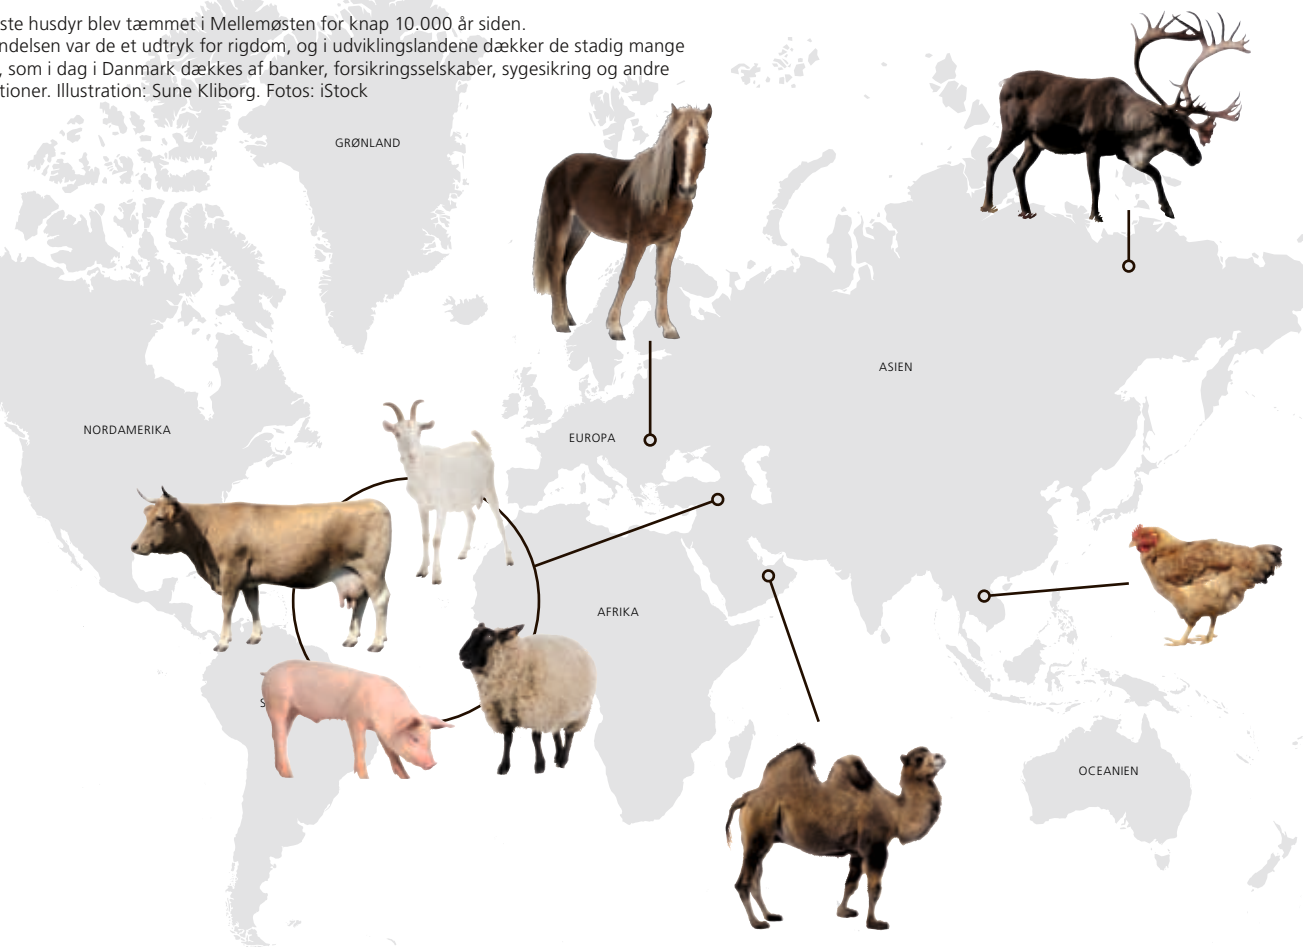 ste husdyr blev tæmmet i Mellemøsten for knap 10.000 år siden.
ndelsen var de et udtryk for rigdom, og i udviklingslandene dækker de stadig mange
, som i dag i Danmark dækkes af banker, forsikringsselskaber, sygesikring og andre
tioner. Illustration: Sune Kliborg. Fotos: iStock
GRØNLAND
ASIEN
NORDAMERIKA
EUROPA
AFRIKA
S
OCEANIEN